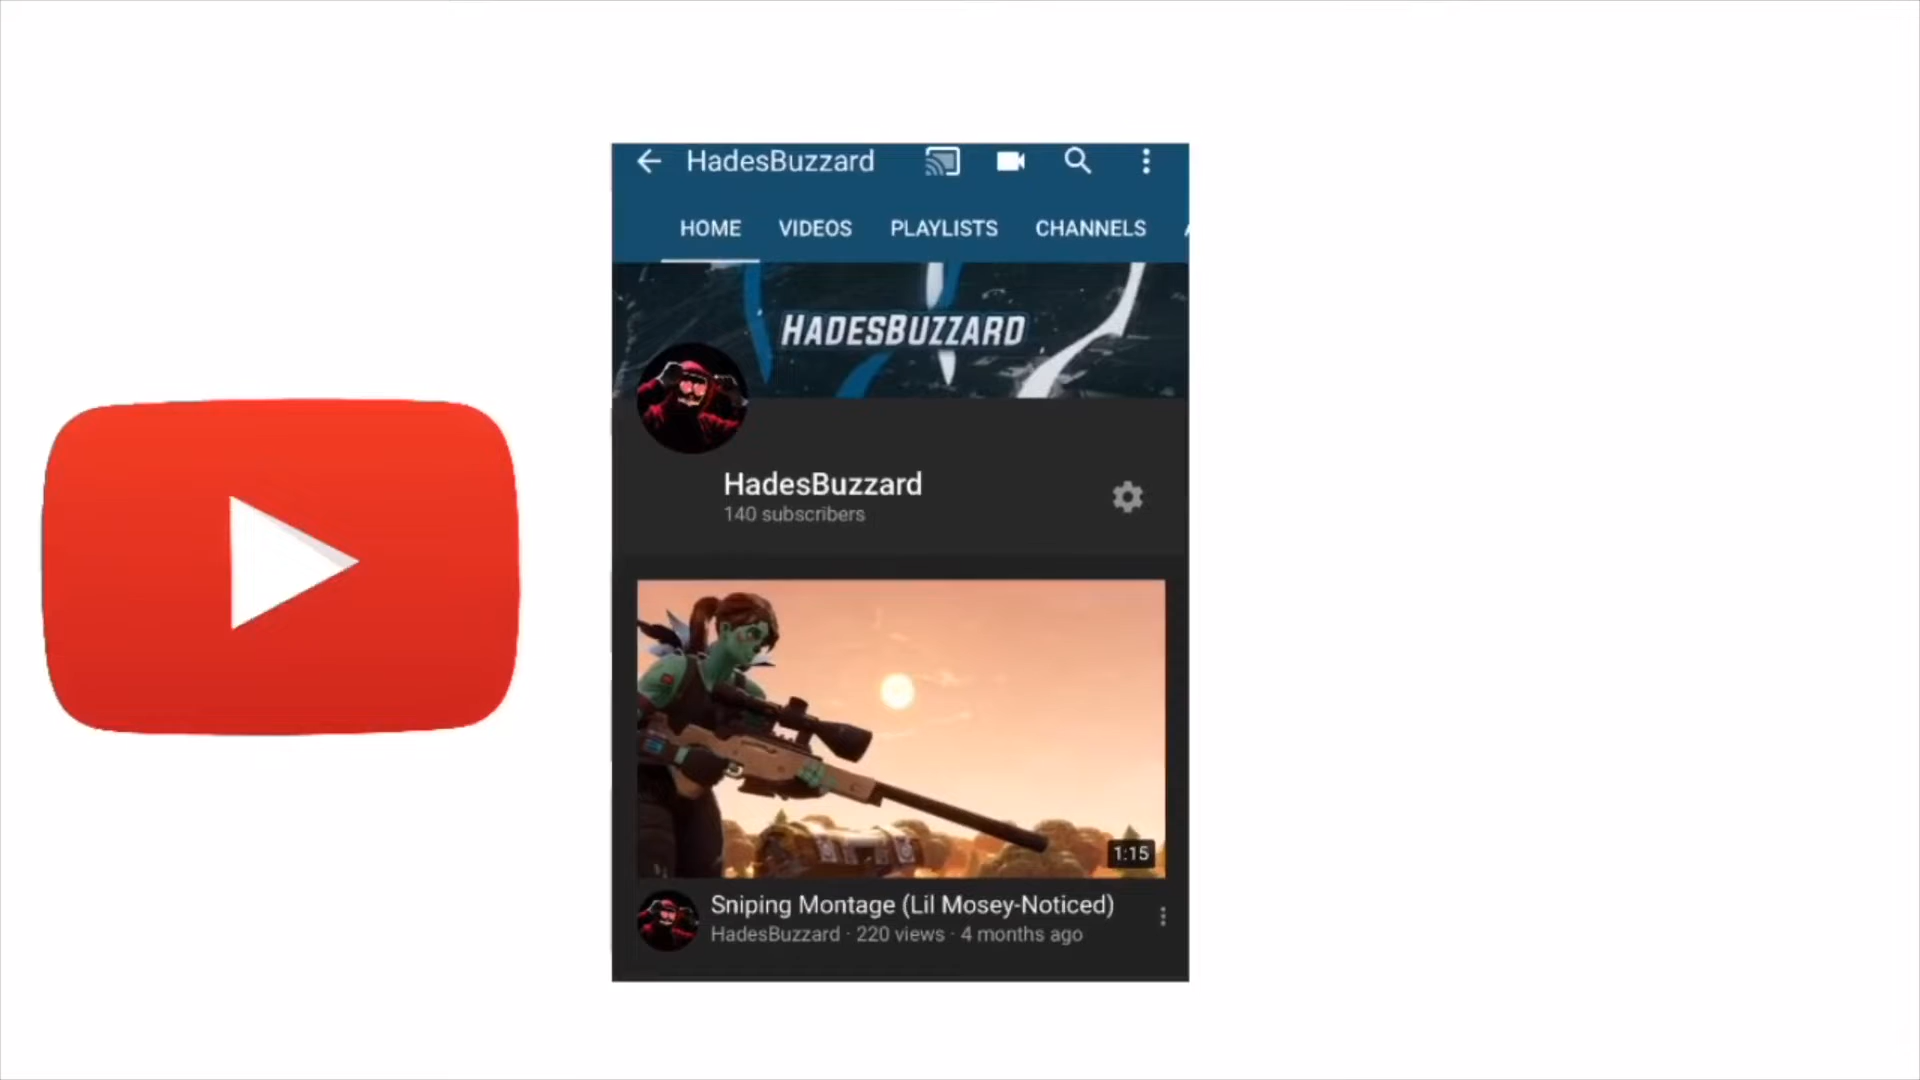 HadesBuzzard
HOME VIDEOS PLAYLISTS CHANNELS
HADESBUZZARD
HadesBuzzard
140 subscribers
1:15
Sniping Montage (Lil Mosey-Noticed)
HadesBuzzard · 220 views · 4 months ago